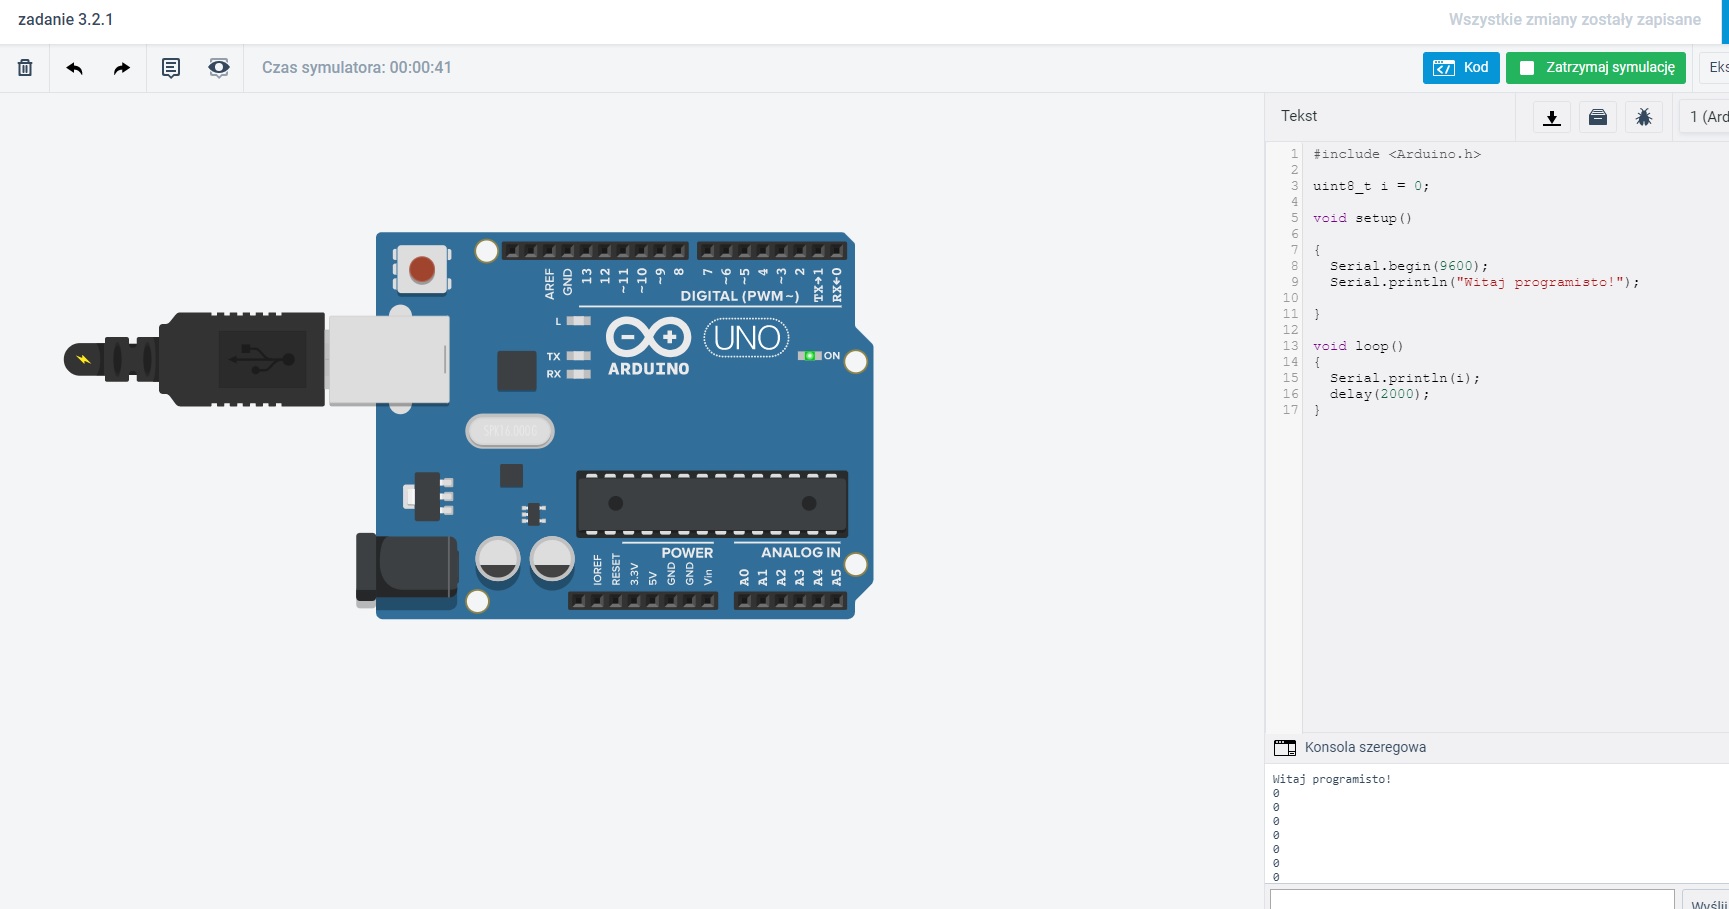 zadanie 3.2.1
Wszystkie zmiany zostały zapisane
Czas symulatora: 00:00:41
Kod
Zatrzymaj symulację
Eks
Tekst
1 (Ard
1 #include <Arduino.h>
2
3 uint8_t i = 0;
4
5 void setup()
6
7 {
8 Serial.begin(9600);
9 Serial.println("Witaj programisto!");
10
11 }
12
13 void loop()
14 {
15 Serial.println(i);
16 delay(2000);
17 }
AREF
GND
13
12
~11
~10
~9
8
7
~6
~5
4
~3
2
TX→1
RX←0
DIGITAL (PWM~)
L
TX
RX
UNO
ARDUINO
ON
SPK16.000G
POWER
ANALOG IN
IOREF
RESET
3.3V
5V
GND
GND
Vin
A0
A1
A2
A3
A4
A5
Konsola szeregowa
Witaj programisto!
0
0
0
0
0
0
0
Wyślij